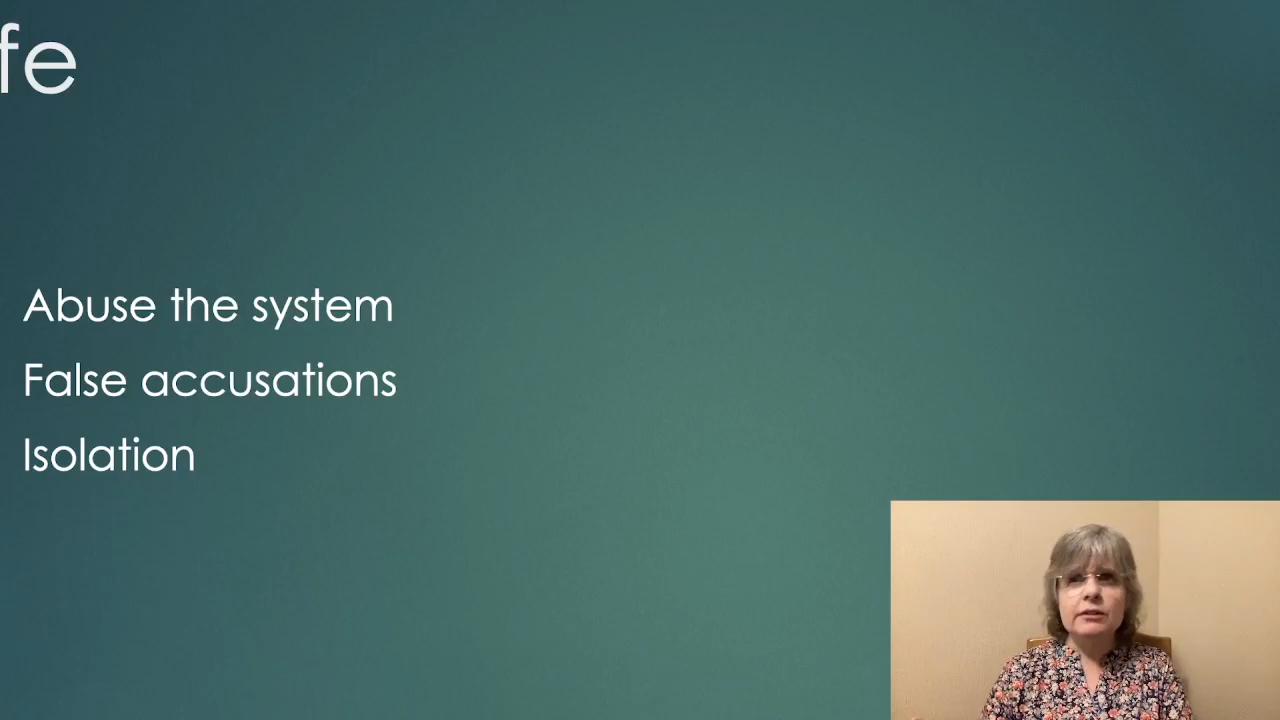 fe
Abuse the system
False accusations
Isolation